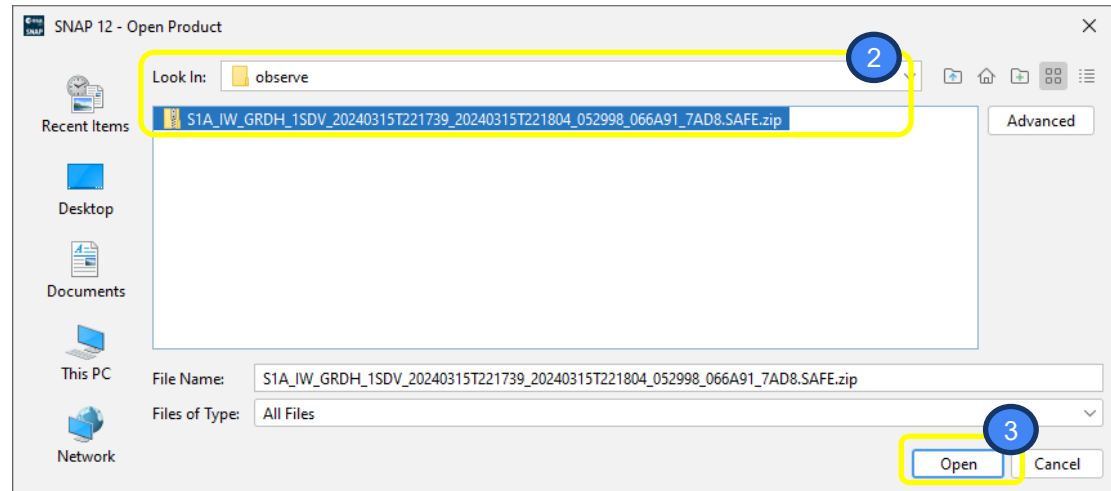 SNAP 12 - Open Product
2
Look In: observe
S1A_IW_GRDH_1SDV_20240315T221739_20240315T221804_052998_066A91_7AD8.SAFE.zip
Advanced
Recent Items
Desktop
Documents
This PC
Network
File Name: S1A_IW_GRDH_1SDV_20240315T221739_20240315T221804_052998_066A91_7AD8.SAFE.zip
Files of Type: All Files
3
Open Cancel